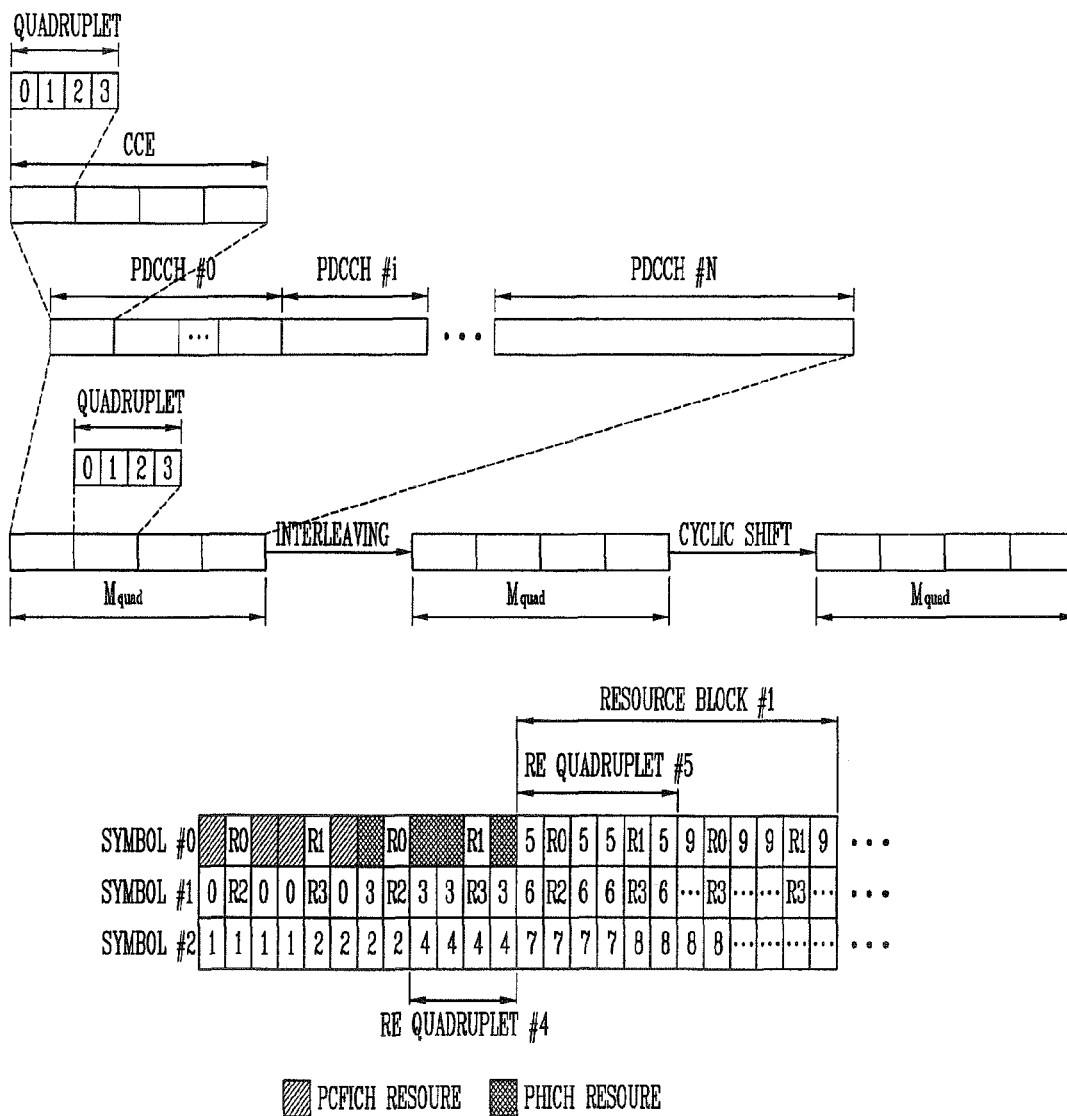 QUADRUPLET
0 1 2 3
CCE
PDCCH #0 PDCCH #i PDCCH #N
... •••
QUADRUPLET
0 1 2 3
INTERLEAVING CYCLIC SHIFT
Mquad Mquad Mquad
RESOURCE BLOCK #1
RE QUADRUPLET #5
SYMBOL #0 R0 R1 R0 R1 5 R0 5 5 R1 5 9 R0 9 9 R1 9 •••
SYMBOL #1 0 R2 0 0 R3 0 3 R2 3 3 R3 3 6 R2 6 6 R3 6 ... R3 ... ... R3 ... •••
SYMBOL #2 1 1 1 1 2 2 2 2 4 4 4 4 7 7 7 7 8 8 8 8 ... ... ... ... •••
RE QUADRUPLET #4
PCFICH RESOURE PHICH RESOURE